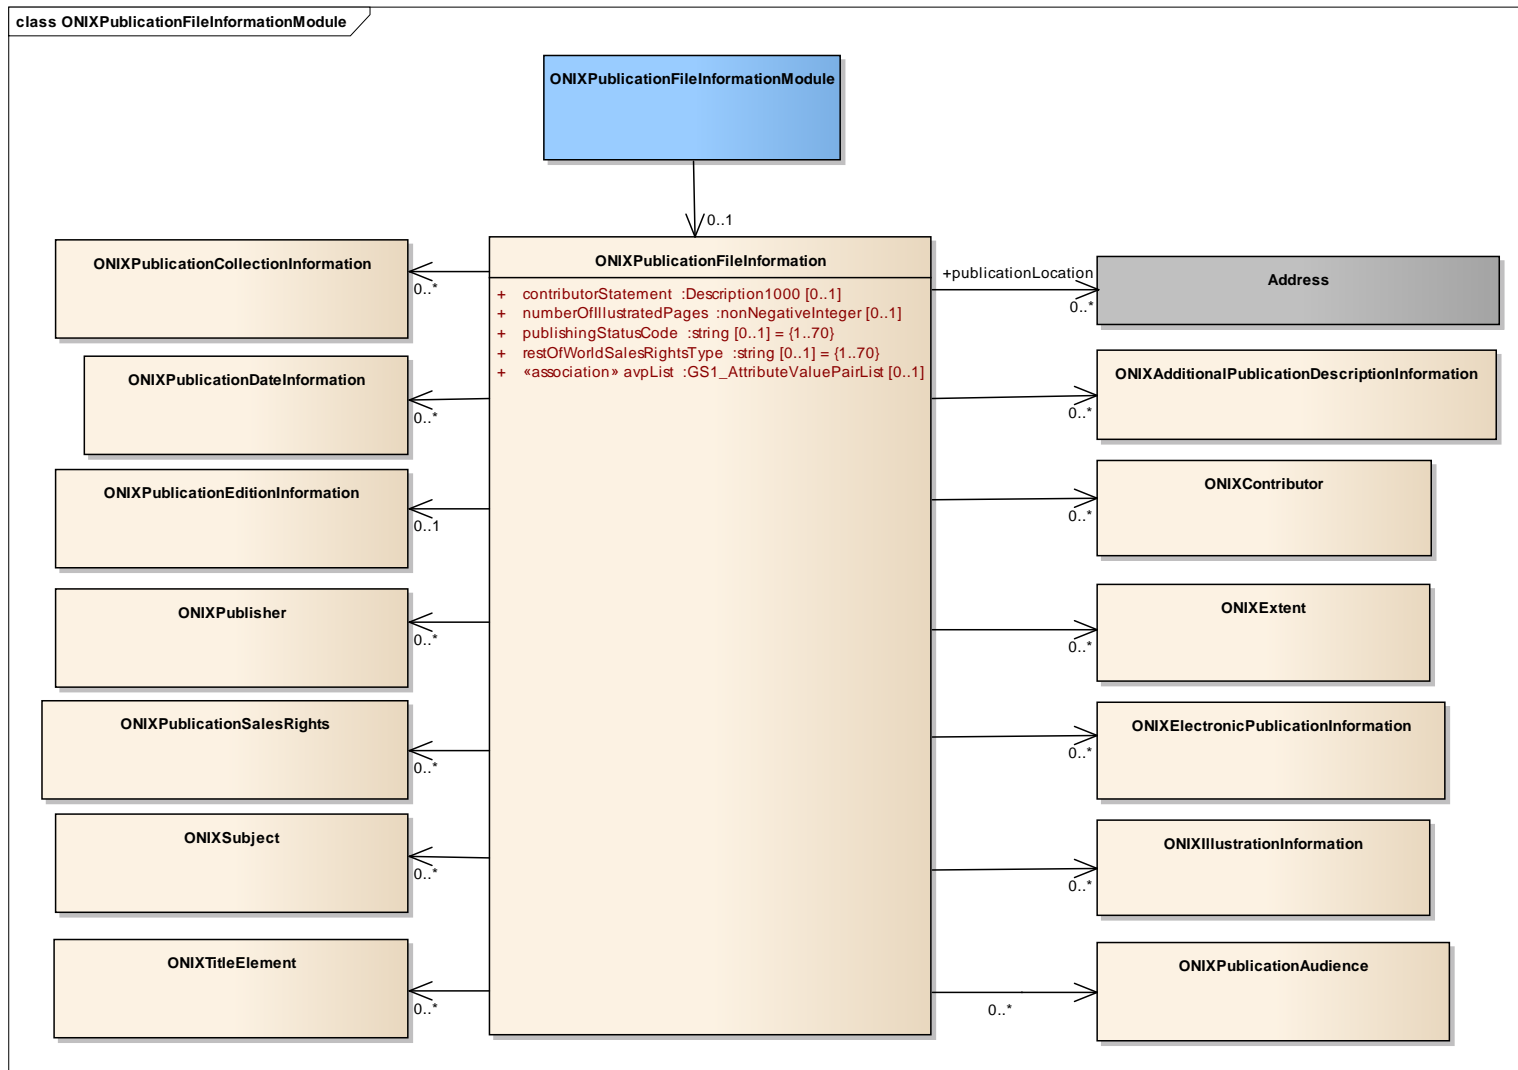 class ONIXPublicationFileInformationModule
ONIXPublicationFileInformationModule
0..1
ONIXPublicationFileInformation
+ contributorStatement :Description1000 [0..1]
+ numberOfIllustratedPages :nonNegativeInteger [0..1]
+ publishingStatusCode :string [0..1] = {1..70}
+ restOfWorldSalesRightsType :string [0..1] = {1..70}
+ «association» avpList :GS1_AttributeValuePairList [0..1]
ONIXPublicationCollectionInformation
0..*
ONIXPublicationDateInformation
0..*
ONIXPublicationEditionInformation
0..1
ONIXPublisher
0..*
ONIXPublicationSalesRights
0..*
ONIXSubject
0..*
ONIXTitleElement
0..*
+publicationLocation
0..*
Address
ONIXAdditionalPublicationDescriptionInformation
0..*
ONIXContributor
0..*
ONIXExtent
0..*
ONIXElectronicPublicationInformation
0..*
ONIXIllustrationInformation
0..*
ONIXPublicationAudience
0..*